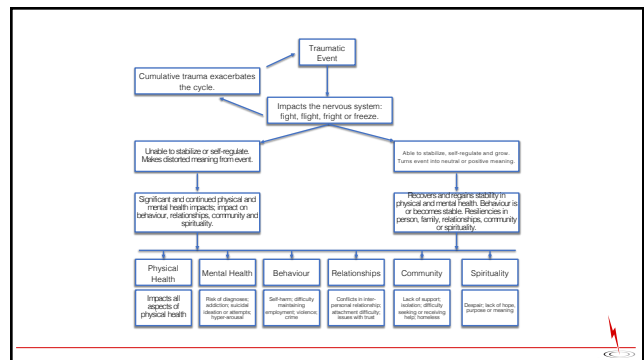 Traumatic
Event
Cumulative trauma exacerbates
the cycle.
Impacts the nervous system:
fight, flight, fright or freeze.
Unable to stabilize or self-regulate.
Makes distorted meaning from event.
Able to stabilize, self-regulate and grow.
Turns event into neutral or positive meaning.
Significant and continued physical and
mental health impacts; impact on
behaviour, relationships, community and
spirituality.
Recovers and regains stability in
physical and mental health. Behaviour is
or becomes stable. Resiliencies in
person, family, relationships, community
or spirituality.
Physical
Health
Mental Health
Behaviour
Relationships
Community
Spirituality
Impacts all
aspects of
physical health
Risk of diagnoses;
addiction; suicidal
ideation or attempts;
hyper-arousal
Self-harm; difficulty
maintaining
employment; violence;
crime
Conflicts in inter-
personal relationship;
attachment difficulty;
issues with trust
Lack of support;
isolation; difficulty
seeking or receiving
help; homeless
Despair; lack of hope,
purpose or meaning